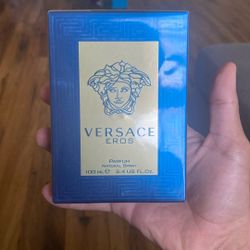 VERSACE
EROS
PARFUM
NATURAL SPRAY
100 ml ℮ 3.4 US FL.Oz.